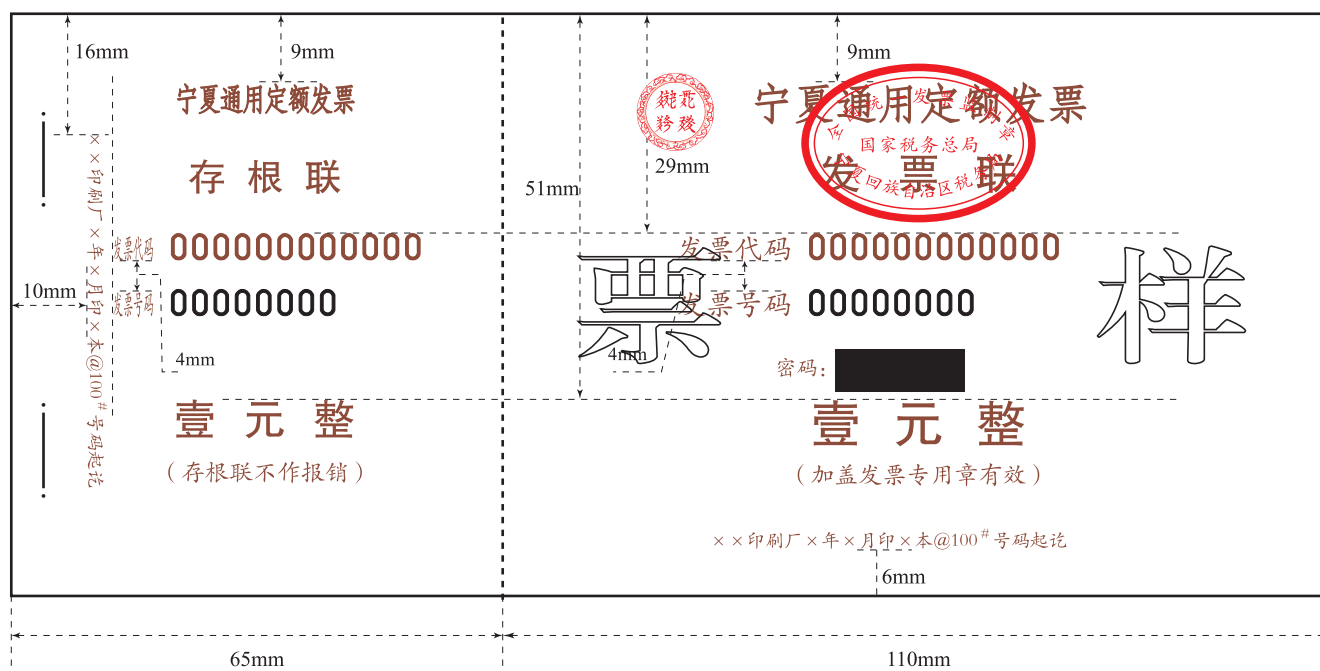 16mm
9mm
宁夏通用定额发票
存根联
发票代码 000000000000
发票号码 00000000
10mm
4mm
壹元整
（存根联不作报销）
××印刷厂×年×月印×本@100#号码起讫
65mm
9mm
29mm
51mm
宁夏通用定额发票
国家税务总局
发票联
发票代码 000000000000
发票号码 00000000
票样
4mm
密码：
壹元整
（加盖发票专用章有效）
××印刷厂×年×月印×本@100#号码起讫
6mm
110mm